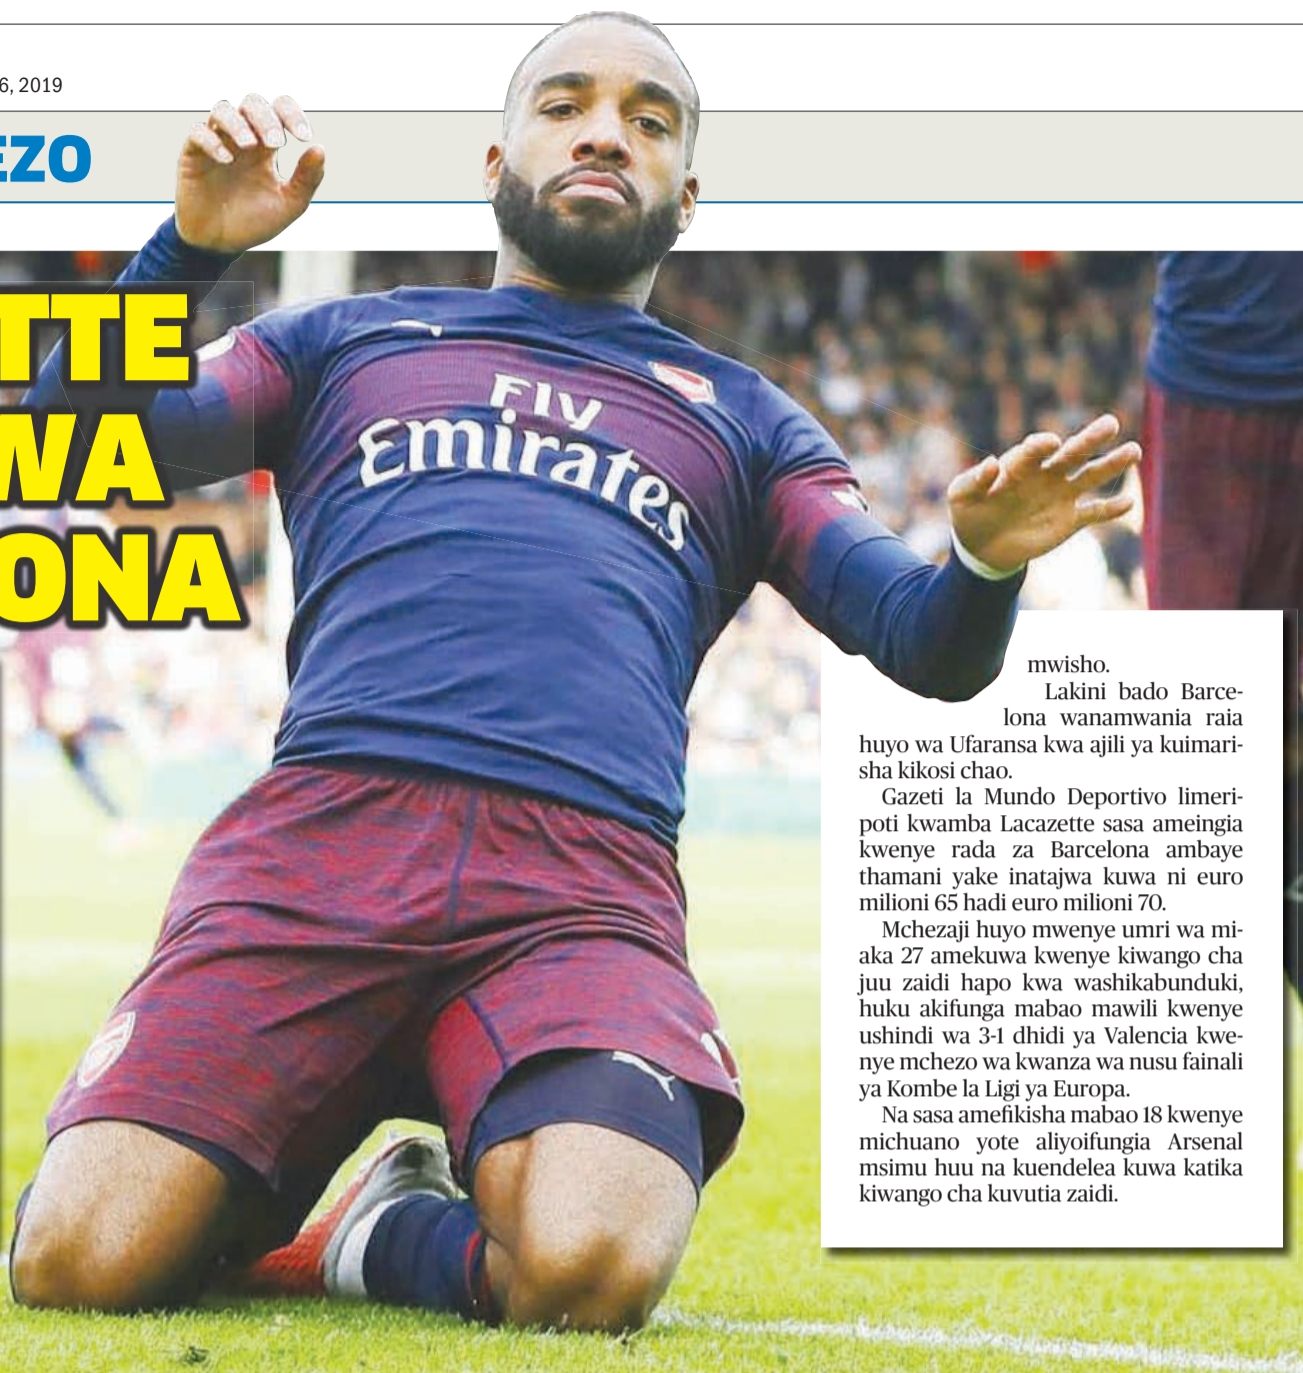 6, 2019
EZO
TTE
WA
ONA
Fly
Emirates
mwisho.
Lakini bado Barce-
lona wanamwania raia
huyo wa Ufaransa kwa ajili ya kuimari-
sha kikosi chao.
Gazeti la Mundo Deportivo limeri-
poti kwamba Lacazette sasa ameingia
kwenye rada za Barcelona ambaye
thamani yake inatajwa kuwa ni euro
milioni 65 hadi euro milioni 70.
Mchezaji huyo mwenye umri wa mi-
aka 27 amekuwa kwenye kiwango cha
juu zaidi hapo kwa washikabunduki,
huku akifunga mabao mawili kwenye
ushindi wa 3-1 dhidi ya Valencia kwe-
nye mchezo wa kwanza wa nusu fainali
ya Kombe la Ligi ya Europa.
Na sasa amefikisha mabao 18 kwenye
michuano yote aliyoifungia Arsenal
msimu huu na kuendelea kuwa katika
kiwango cha kuvutia zaidi.